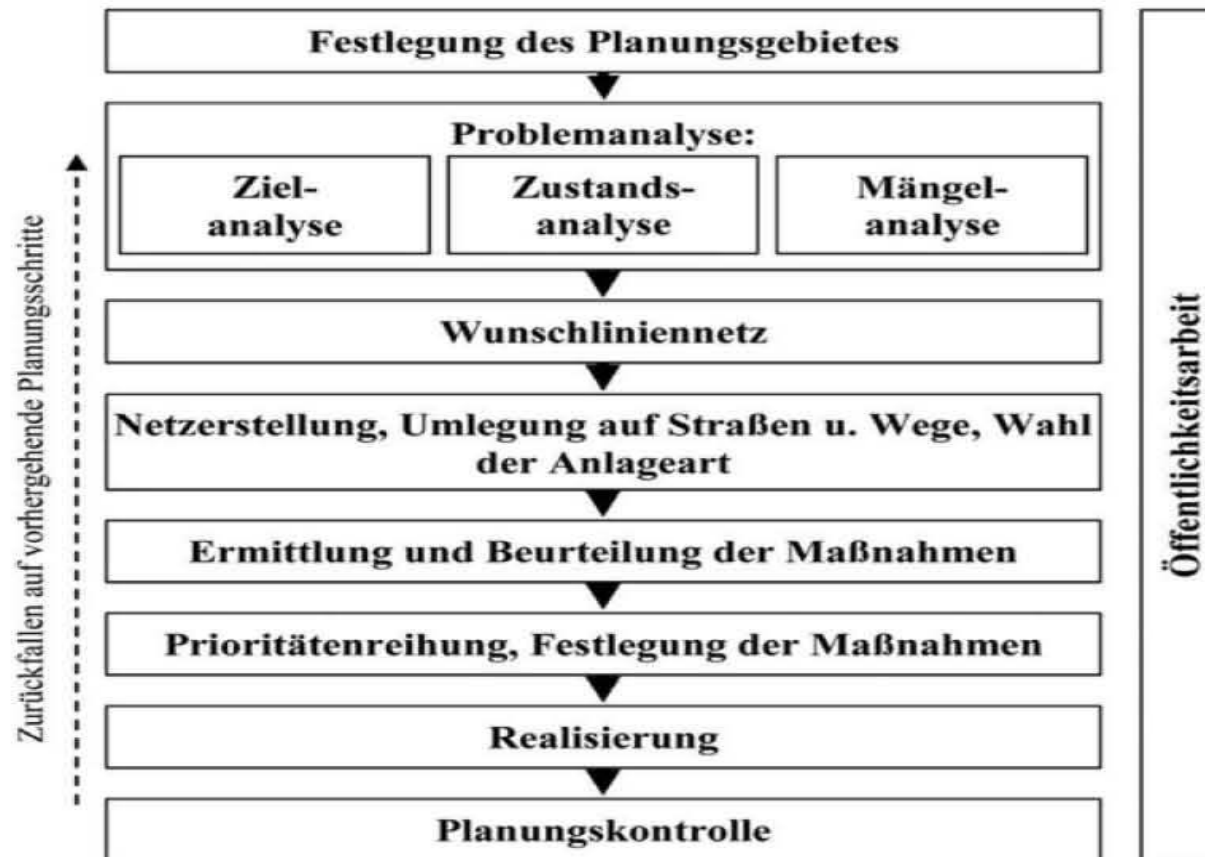 Festlegung des Planungsgebietes
Problemanalyse:
Ziel-
analyse
Zustands-
analyse
Mängel-
analyse
Wunschliniennetz
Netzerstellung, Umlegung auf Straßen u. Wege, Wahl
der Anlageart
Ermittlung und Beurteilung der Maßnahmen
Prioritätenreihung, Festlegung der Maßnahmen
Realisierung
Planungskontrolle
Zurückfallen auf vorhergehende Planungsschritte
Öffentlichkeitsarbeit